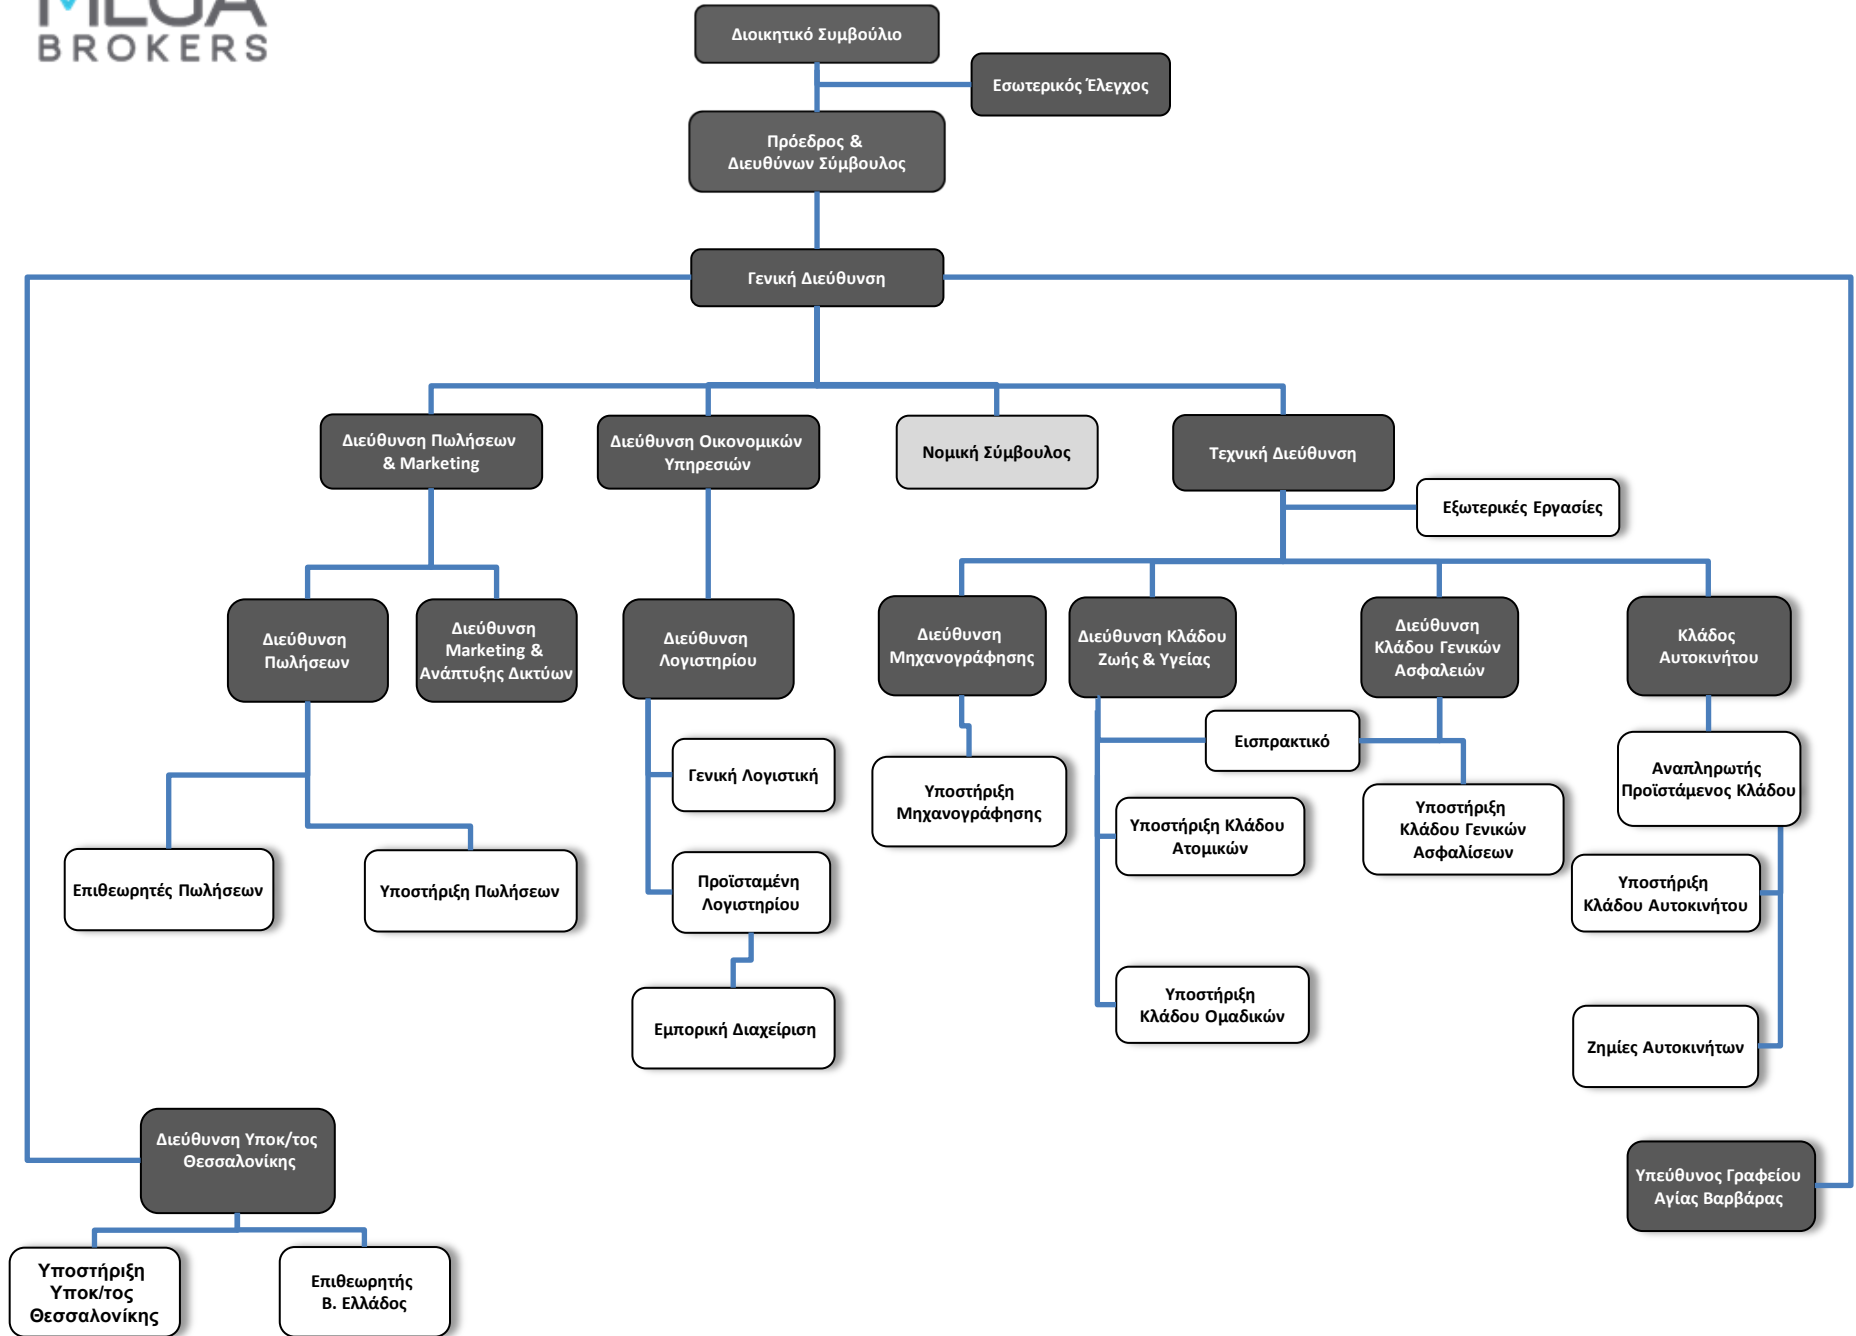 MEGA
BROKERS
Διοικητικό Συμβούλιο
Εσωτερικός Έλεγχος
Πρόεδρος &
Διευθύνων Σύμβουλος
Γενική Διεύθυνση
Διεύθυνση Πωλήσεων
& Marketing
Διεύθυνση Οικονομικών
Υπηρεσιών
Νομική Σύμβουλος
Τεχνική Διεύθυνση
Εξωτερικές Εργασίες
Διεύθυνση
Πωλήσεων
Διεύθυνση
Marketing &
Ανάπτυξης Δικτύων
Διεύθυνση
Λογιστηρίου
Διεύθυνση
Μηχανογράφησης
Διεύθυνση Κλάδου
Ζωής & Υγείας
Διεύθυνση
Κλάδου Γενικών
Ασφαλειών
Κλάδος
Αυτοκινήτου
Γενική Λογιστική
Υποστήριξη
Μηχανογράφησης
Εισπρακτικό
Αναπληρωτής
Προϊστάμενος Κλάδου
Υποστήριξη Κλάδου
Ατομικών
Υποστήριξη
Κλάδου Γενικών
Ασφαλίσεων
Επιθεωρητές Πωλήσεων
Υποστήριξη Πωλήσεων
Προϊσταμένη
Λογιστηρίου
Υποστήριξη
Κλάδου Αυτοκινήτου
Εμπορική Διαχείριση
Υποστήριξη
Κλάδου Ομαδικών
Ζημίες Αυτοκινήτων
Διεύθυνση Υποκ/τος
Θεσσαλονίκης
Υπεύθυνος Γραφείου
Αγίας Βαρβάρας
Υποστήριξη
Υποκ/τος
Θεσσαλονίκης
Επιθεωρητής
Β. Ελλάδος